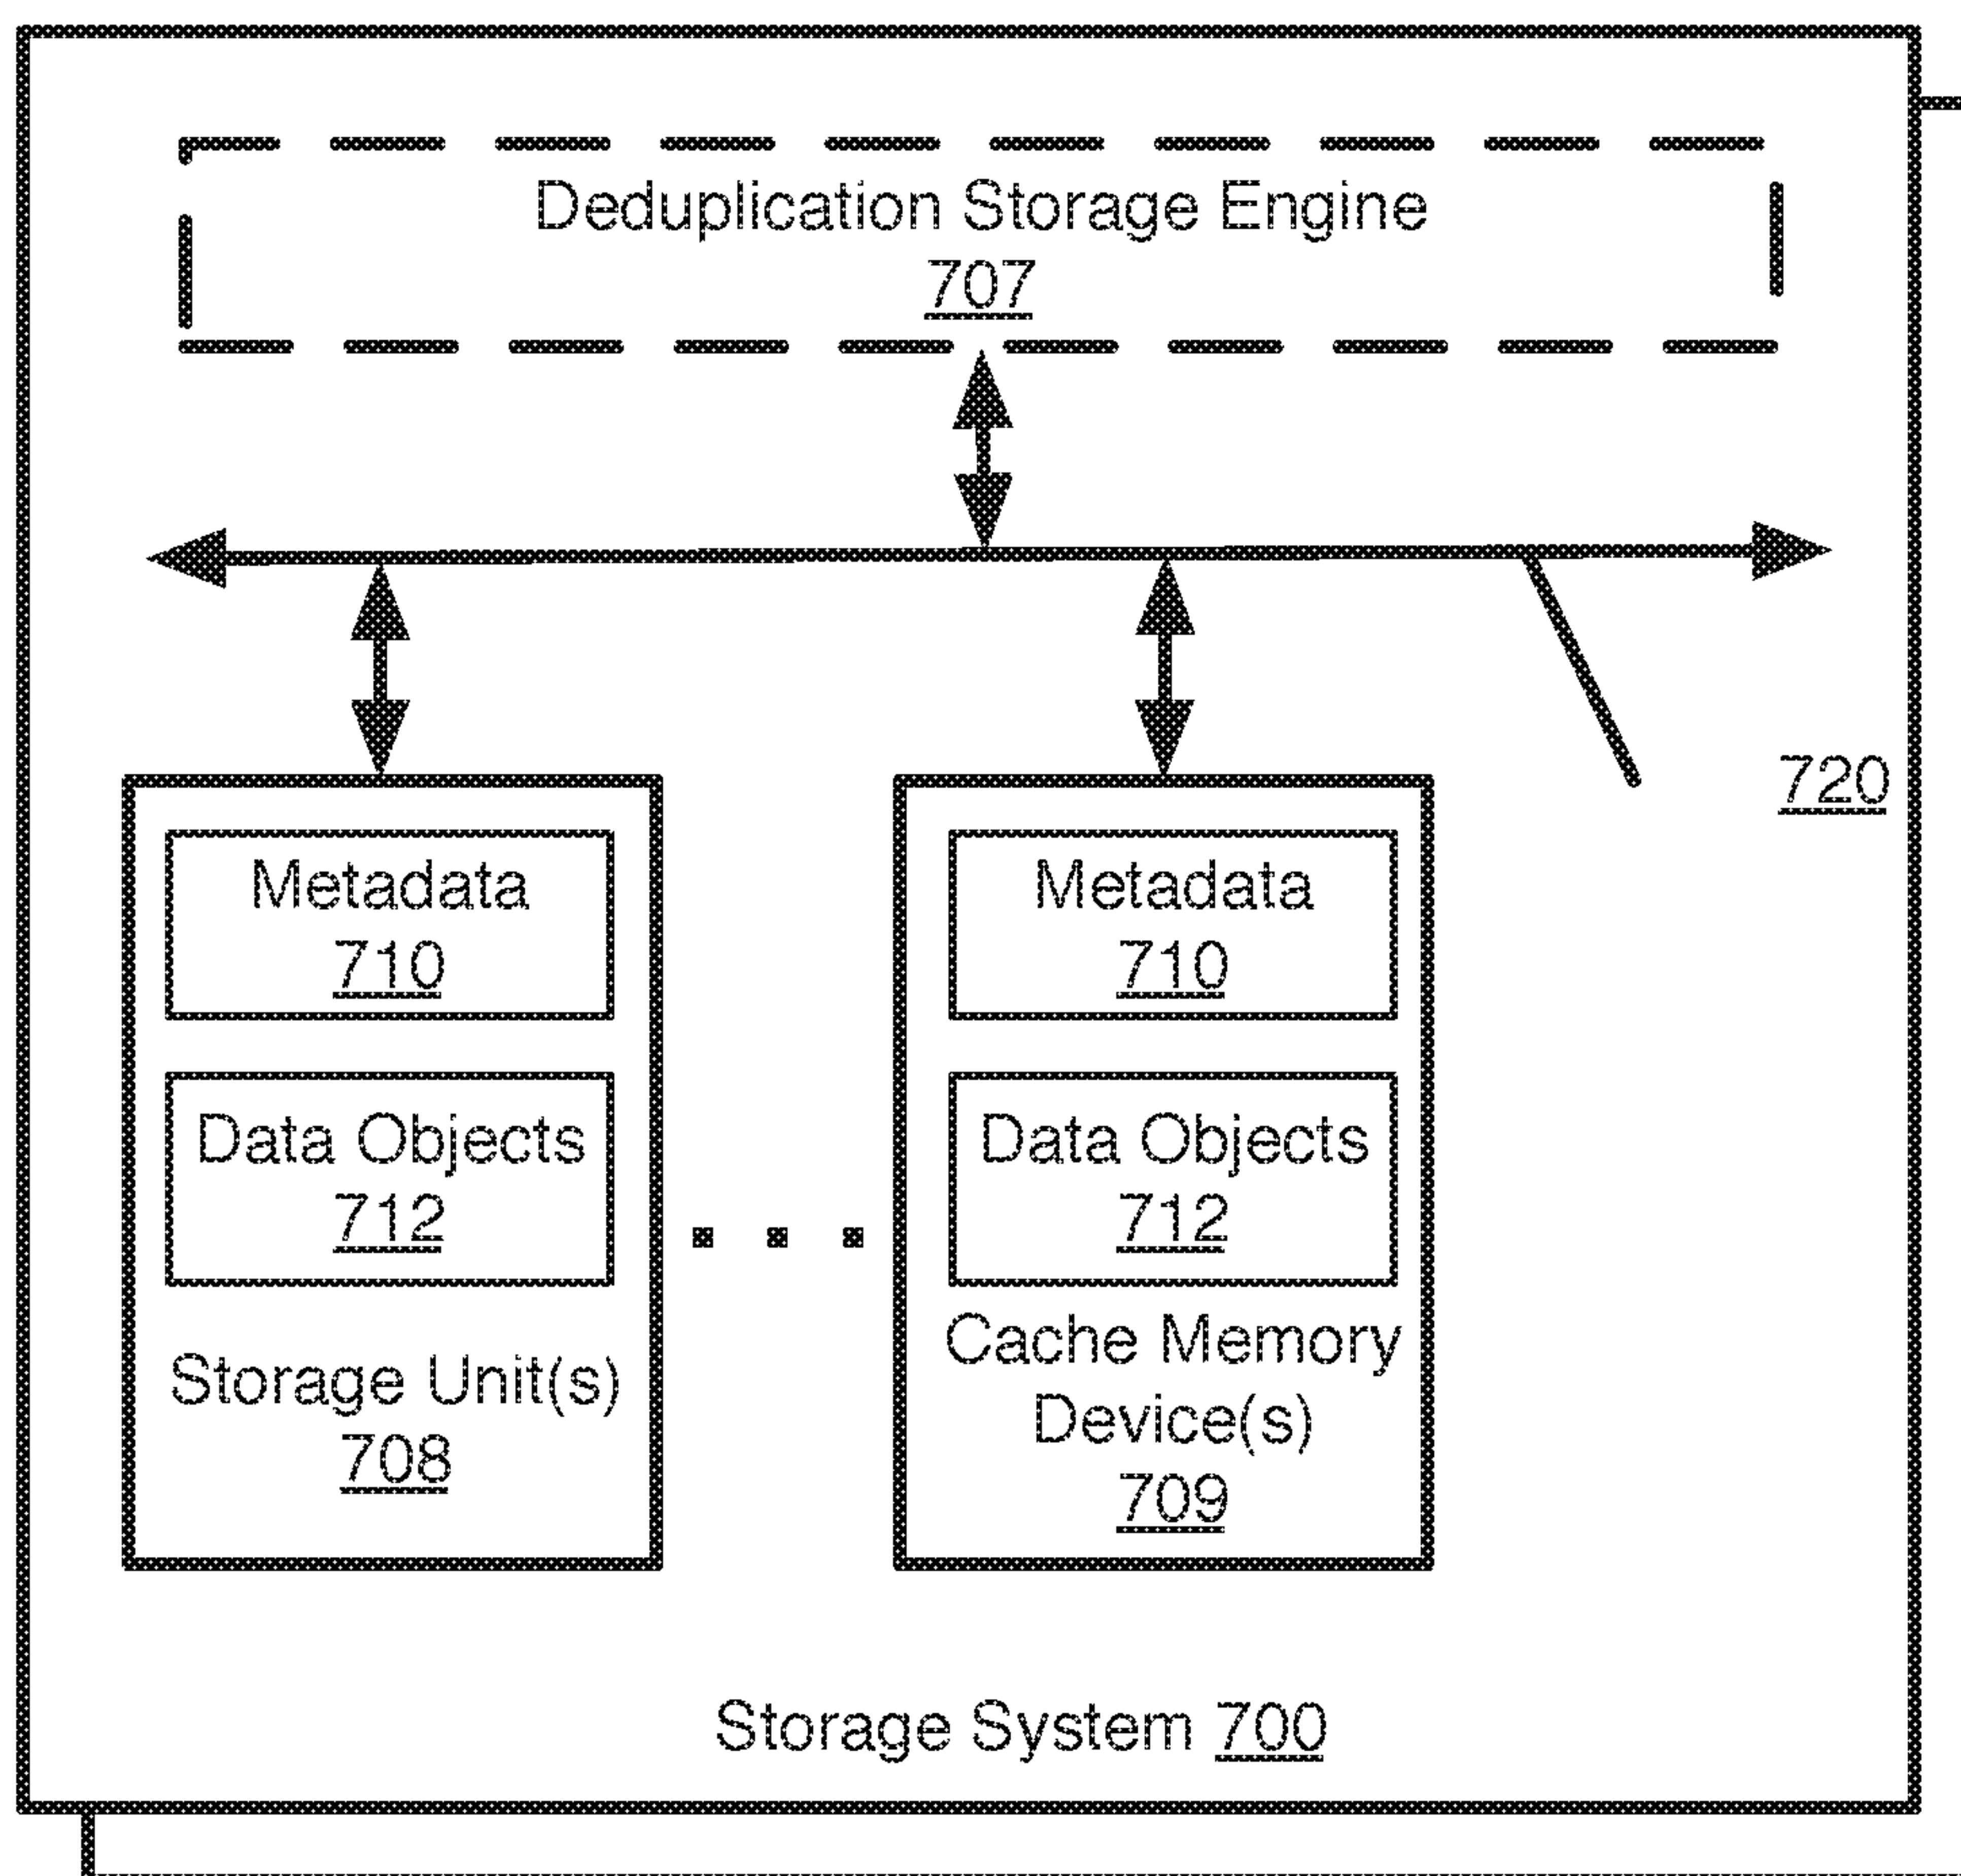 Deduplication Storage Engine
707
720
Metadata
710
Data Objects
712
Storage Unit(s)
708
Metadata
710
Data Objects
712
Cache Memory
Device(s)
709
Storage System 700